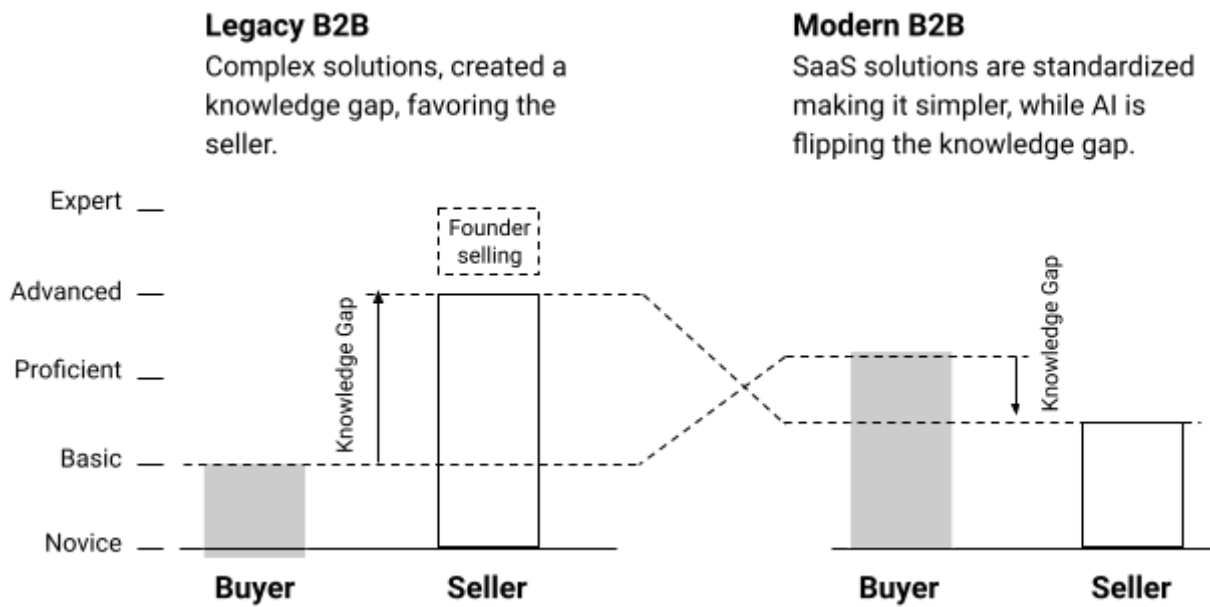 Legacy B2B
Complex solutions, created a
knowledge gap, favoring the
seller.
Modern B2B
SaaS solutions are standardized
making it simpler, while AI is
flipping the knowledge gap.
Expert
Advanced
Proficient
Basic
Novice
Knowledge Gap
Founder
selling
Knowledge Gap
Buyer
Seller
Buyer
Seller